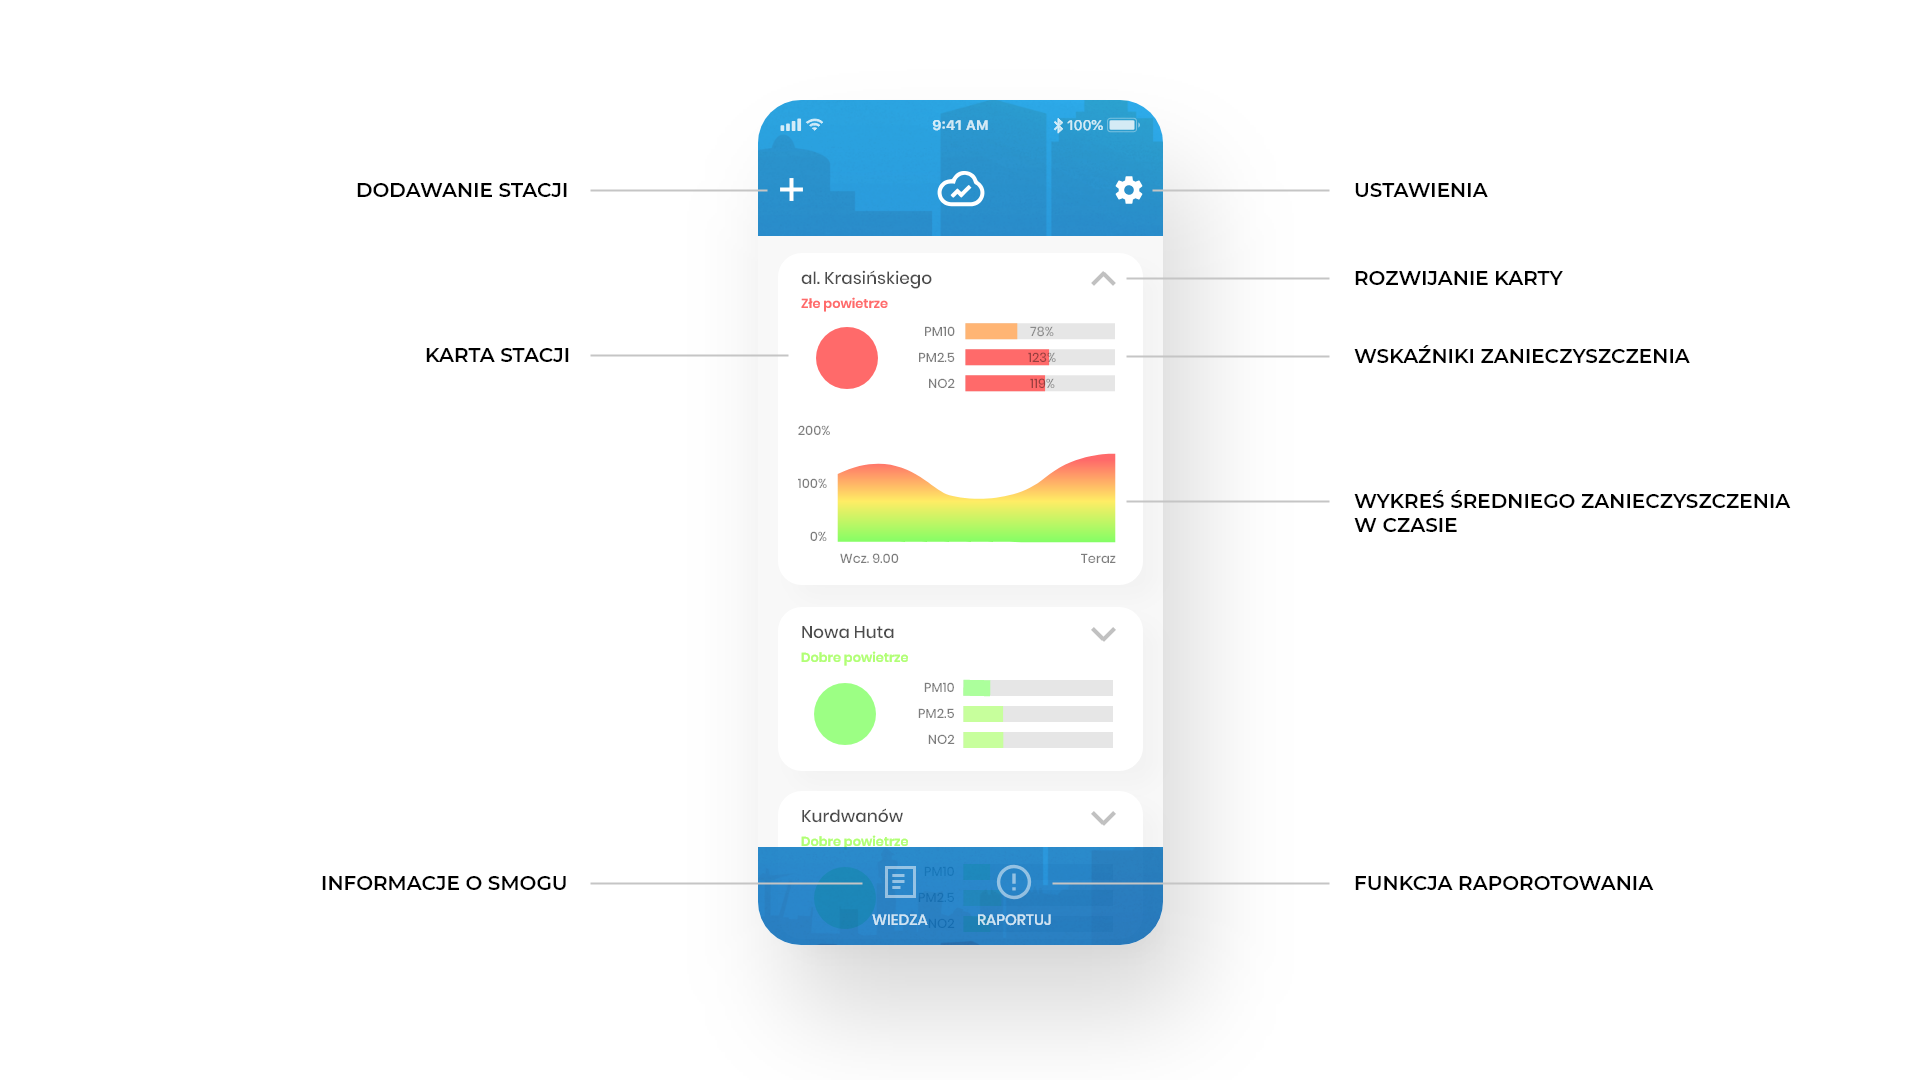 9:41 AM
100%
DODAWANIE STACJI
USTAWIENIA
al. Krasińskiego
ROZWIJANIE KARTY
Złe powietrze
PM10 78%
KARTA STACJI
PM2.5 123%
WSKAŹNIKI ZANIECZYSZCZENIA
NO2 119%
200%
100%
0%
WYKREŚ ŚREDNIEGO ZANIECZYSZCZENIA
W CZASIE
Wcz. 9.00 Teraz
Nowa Huta
Dobre powietrze
PM10
PM2.5
NO2
Kurdwanów
Dobre powietrze
PM10
INFORMACJE O SMOGU
FUNKCJA RAPOROTOWANIA
PM2.5
WIEDZA
NO2
RAPORTUJ